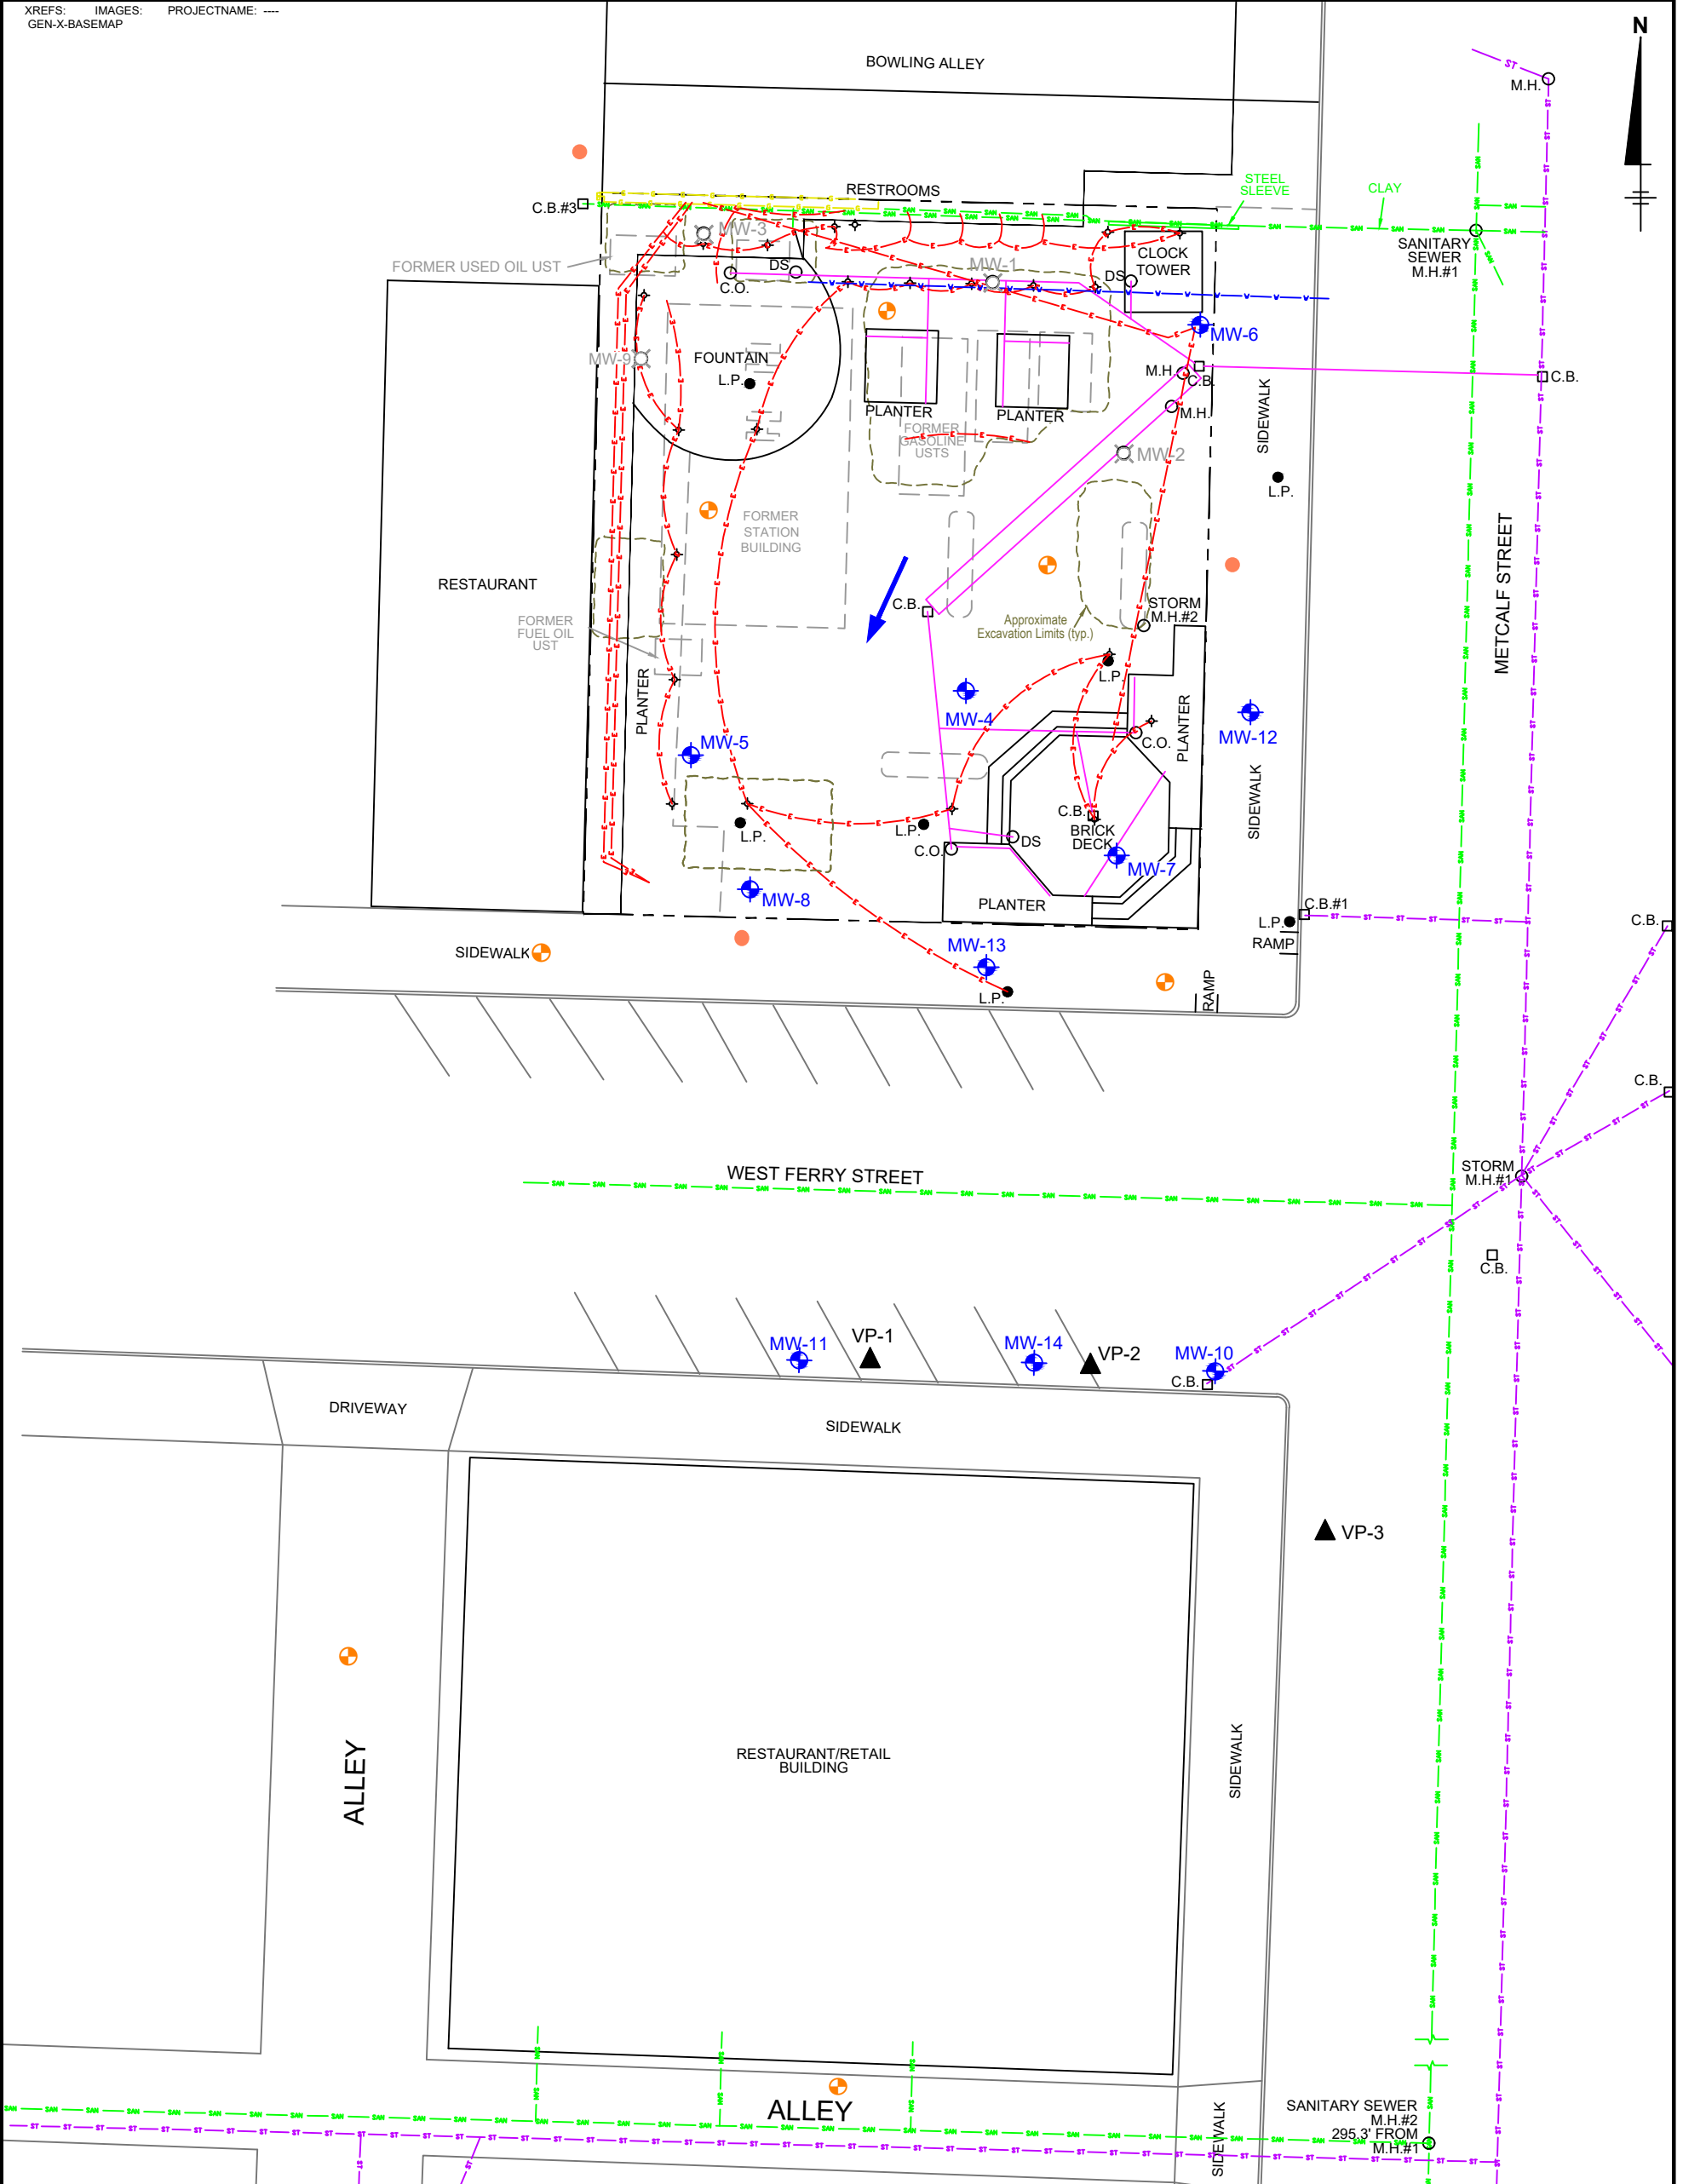 XREFS: IMAGES: PROJECTNAME: ----
GEN-X-BASEMAP
N
BOWLING ALLEY
ST
M.H.
RESTROOMS
STEEL
SLEEVE
CLAY
C.B.#3
SANITARY
SEWER
M.H.#1
MW-3
CLOCK
TOWER
FORMER USED OIL UST
DS
C.O.
MW-1
DS
MW-6
MW-9
FOUNTAIN
L.P.
M.H.
C.B.
C.B.
PLANTER
PLANTER
M.H.
SIDEWALK
FORMER
GASOLINE
USTS
MW-2
L.P.
FORMER
STATION
BUILDING
METCALF STREET
RESTAURANT
C.B.
STORM
M.H.#2
Approximate
Excavation Limits (typ.)
FORMER
FUEL OIL
UST
L.P.
PLANTER
MW-4
PLANTER
MW-12
MW-5
C.O.
SIDEWALK
C.B.
BRICK
DECK
L.P.
L.P.
DS
C.O.
MW-7
MW-8
PLANTER
C.B.#1
L.P.
C.B.
RAMP
SIDEWALK
MW-13
L.P.
RAMP
C.B.
WEST FERRY STREET
STORM
M.H.#1
C.B.
MW-11
VP-1
MW-14
VP-2
MW-10
C.B.
DRIVEWAY
SIDEWALK
VP-3
ALLEY
RESTAURANT/RETAIL
BUILDING
SIDEWALK
ALLEY
SIDEWALK
SANITARY SEWER
M.H.#2
295.3' FROM
M.H.#1